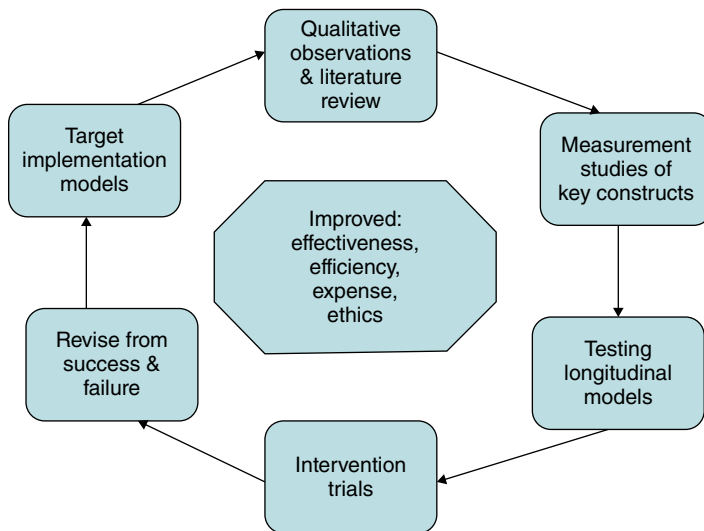 Qualitative
observations
& literature
review
Target
implementation
models
Measurement
studies of
key constructs
Improved:
effectiveness,
efficiency,
expense,
ethics
Revise from
success &
failure
Testing
longitudinal
models
Intervention
trials